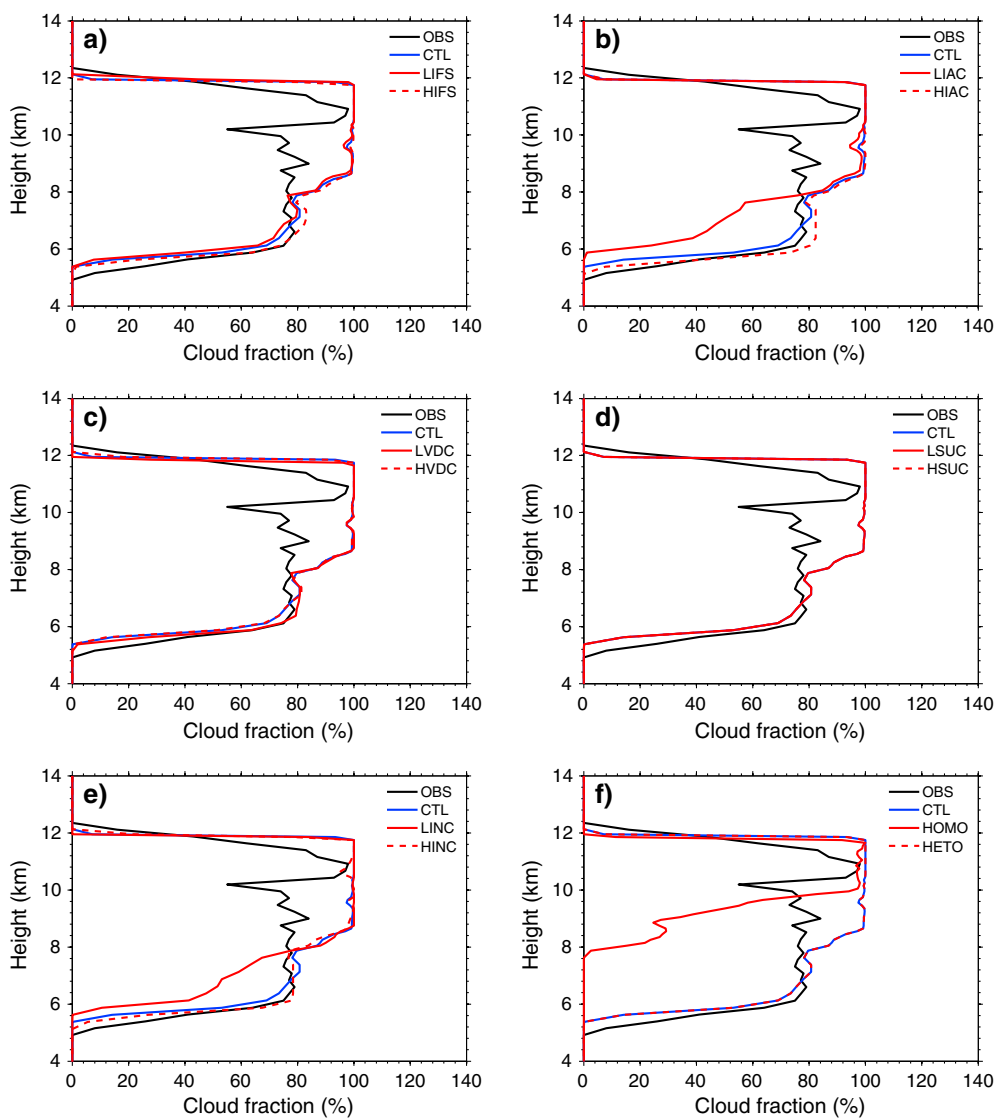 a)
OBS
CTL
LIFS
HIFS
14
12
10
8
6
4
Height (km)
0 20 40 60 80 100 120 140
Cloud fraction (%)
b)
OBS
CTL
LIAC
HIAC
14
12
10
8
6
4
Height (km)
0 20 40 60 80 100 120 140
Cloud fraction (%)
c)
OBS
CTL
LVDC
HVDC
14
12
10
8
6
4
Height (km)
0 20 40 60 80 100 120 140
Cloud fraction (%)
d)
OBS
CTL
LSUC
HSUC
14
12
10
8
6
4
Height (km)
0 20 40 60 80 100 120 140
Cloud fraction (%)
e)
OBS
CTL
LINC
HINC
14
12
10
8
6
4
Height (km)
0 20 40 60 80 100 120 140
Cloud fraction (%)
f)
OBS
CTL
HOMO
HETO
14
12
10
8
6
4
Height (km)
0 20 40 60 80 100 120 140
Cloud fraction (%)